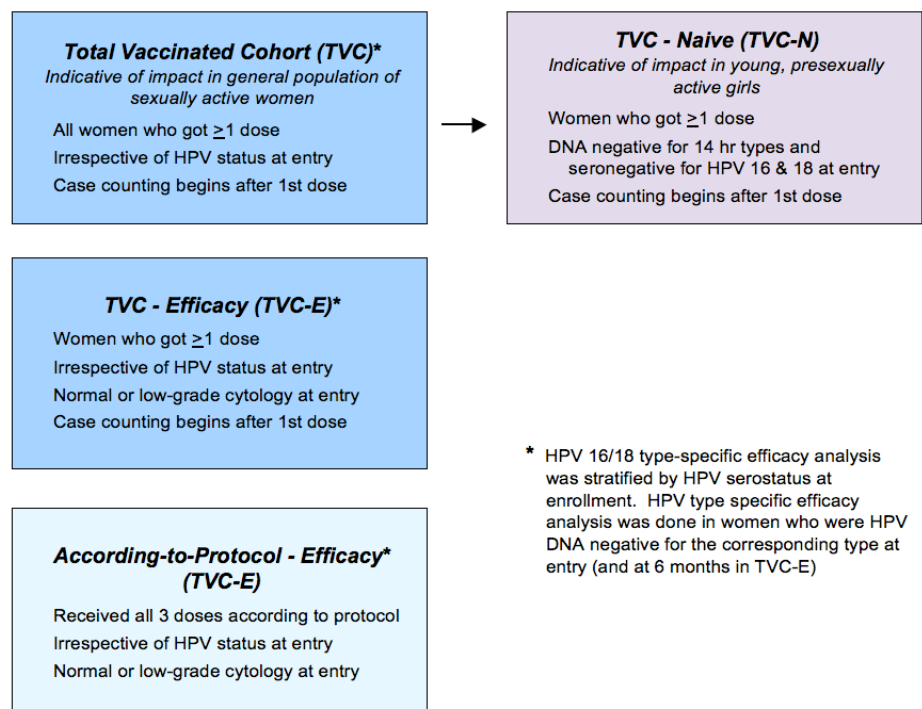 Total Vaccinated Cohort (TVC)*
Indicative of impact in general population of
sexually active women
All women who got ≥1 dose
Irrespective of HPV status at entry
Case counting begins after 1st dose
TVC - Naive (TVC-N)
Indicative of impact in young, presexually
active girls
Women who got ≥1 dose
DNA negative for 14 hr types and
seronegative for HPV 16 & 18 at entry
Case counting begins after 1st dose
TVC - Efficacy (TVC-E)*
Women who got ≥1 dose
Irrespective of HPV status at entry
Normal or low-grade cytology at entry
Case counting begins after 1st dose
* HPV 16/18 type-specific efficacy analysis
was stratified by HPV serostatus at
enrollment. HPV type specific efficacy
analysis was done in women who were HPV
DNA negative for the corresponding type at
entry (and at 6 months in TVC-E)
According-to-Protocol - Efficacy*
(TVC-E)
Received all 3 doses according to protocol
Irrespective of HPV status at entry
Normal or low-grade cytology at entry